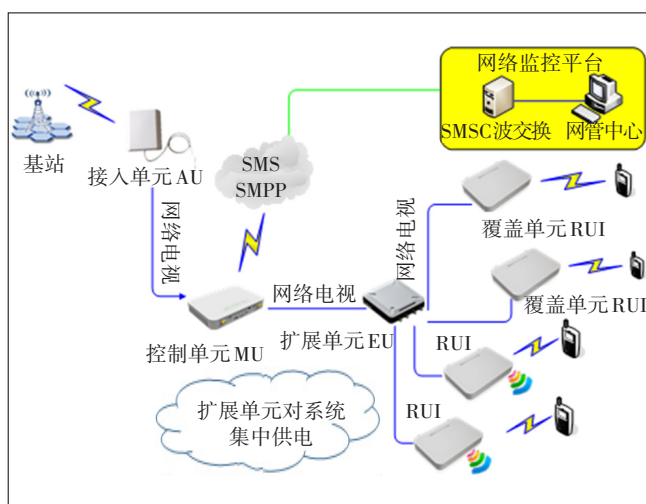 网络监控平台
SMSC波交换
网管中心
基站
接入单元AU
SMS
SMPP
网络电视
网络电视
覆盖单元RUI
网络电视
覆盖单元RUI
控制单元MU
扩展单元EU
RUI
扩展单元对系统
集中供电
RUI